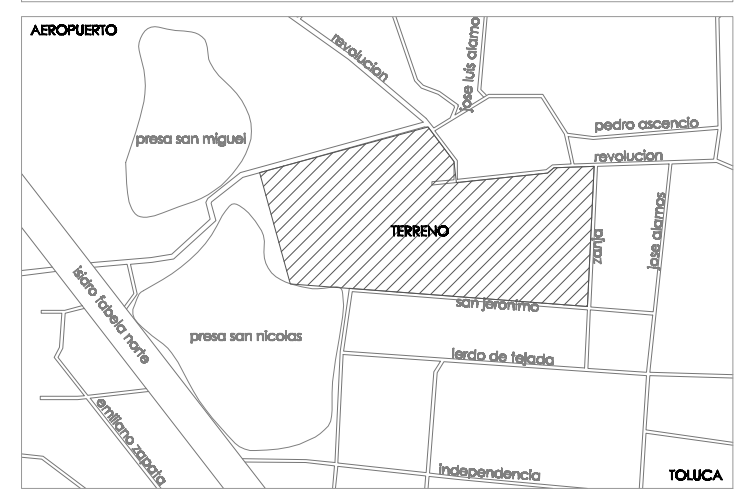 AEROPUERTO
revolucion
jose luis alamo
presa san miguel
pedro ascencio
revolucion
TERRENO
zanja
jose alamos
isidro fabela norte
san jeronimo
presa san nicolas
lerdo de tejada
emiliano zapata
independencia
TOLUCA